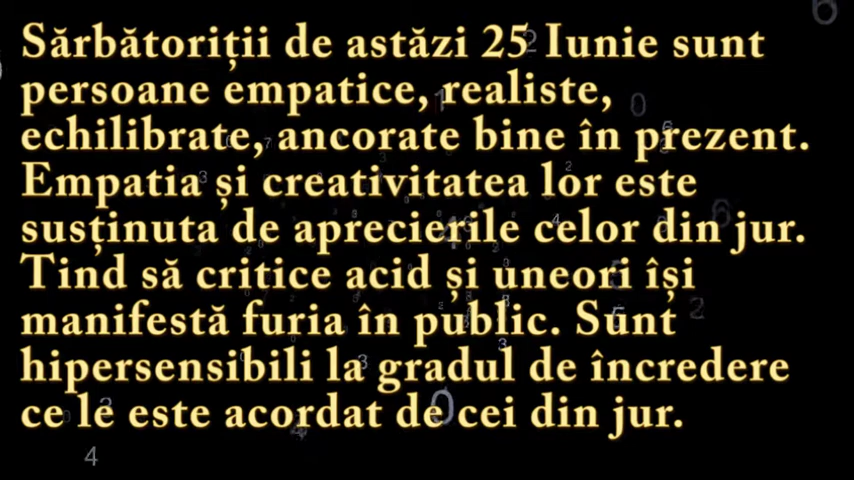 Sărbătoriții de astăzi 25 Iunie sunt
persoane empatice, realiste,
echilibrate, ancorate bine în prezent.
Empatia și creativitatea lor este
susținuta de aprecierile celor din jur.
Tind să critice acid și uneori își
manifestă furia în public. Sunt
hipersensibili la gradul de încredere
ce le este acordat de cei din jur.